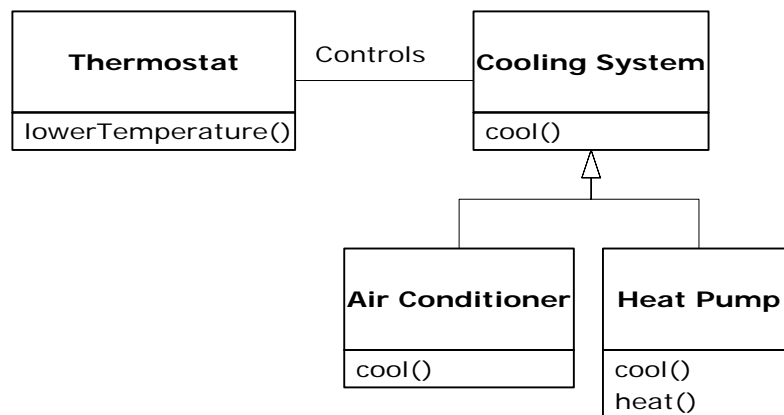 Thermostat
lowerTemperature()
Controls
Cooling System
cool()
Air Conditioner
cool()
Heat Pump
cool()
heat()